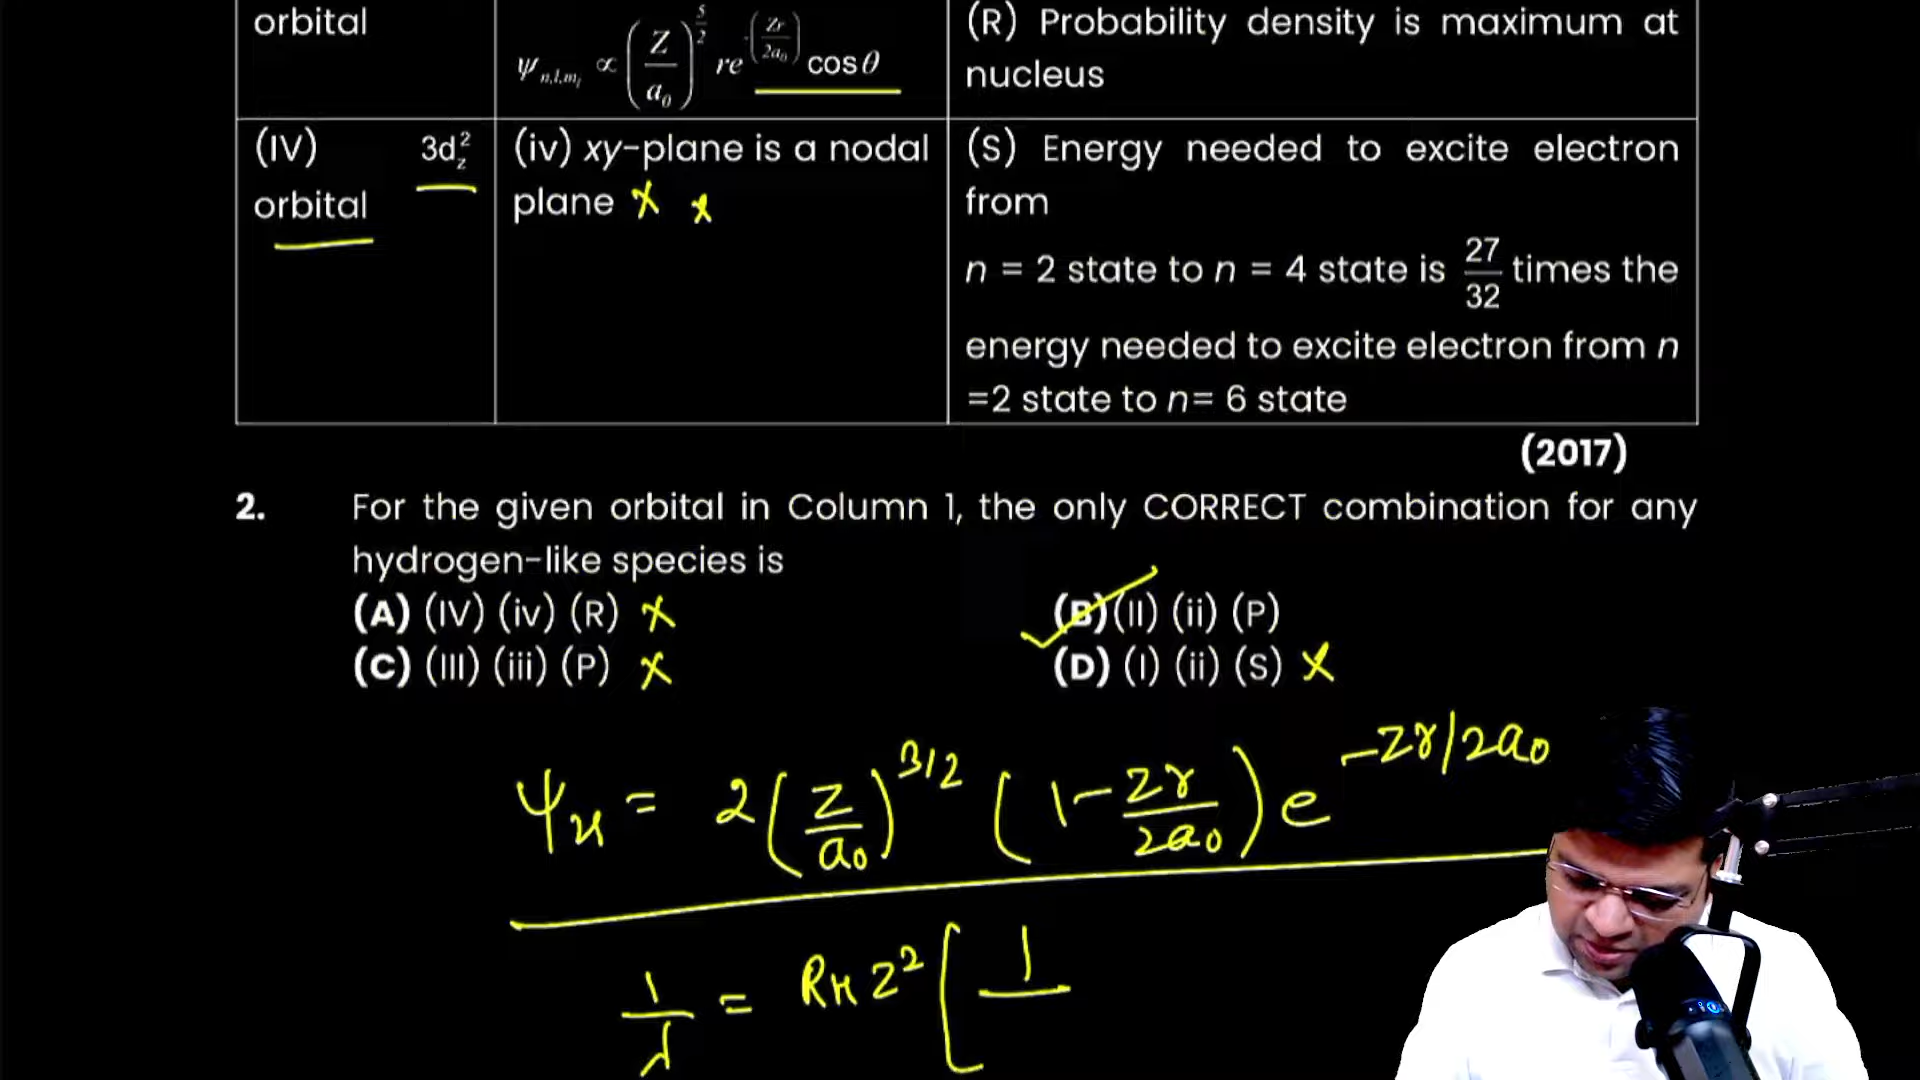 orbital
ψn,l,ml ∝ (Z/a0)^5/2 re^-(Zr/2a0) cosθ
(R) Probability density is maximum at
nucleus
(IV) 3d²z
orbital
(iv) xy-plane is a nodal
plane x x
(S) Energy needed to excite electron
from
n = 2 state to n = 4 state is 27/32 times the
energy needed to excite electron from n
=2 state to n= 6 state
(2017)
2. For the given orbital in Column 1, the only CORRECT combination for any
hydrogen-like species is
(A) (IV) (iv) (R) x
(B) (II) (ii) (P)
(C) (III) (iii) (P) x
(D) (I) (ii) (S) x
= 2(Z/a0)^3/2 (1-Zr/2a0) e^-Zr/2a0
1/λ = RH Z² [ 1